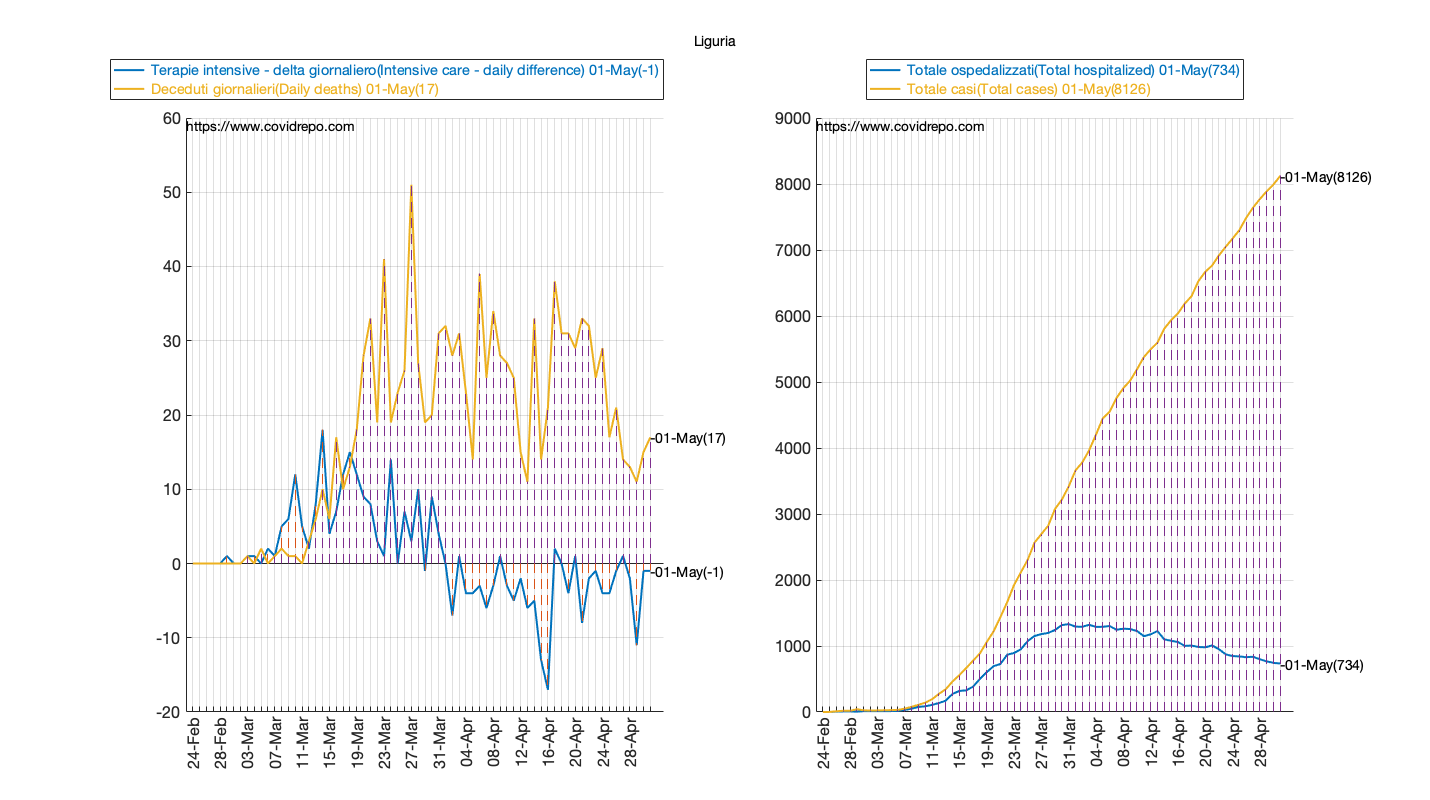 Liguria
Terapie intensive - delta giornaliero(Intensive care - daily difference) 01-May(-1)
Deceduti giornalieri(Daily deaths) 01-May(17)
https://www.covidrepo.com
60
50
40
30
20
10
0
-10
-20
01-May(17)
01-May(-1)
24-Feb
28-Feb
03-Mar
07-Mar
11-Mar
15-Mar
19-Mar
23-Mar
27-Mar
31-Mar
04-Apr
08-Apr
12-Apr
16-Apr
20-Apr
24-Apr
28-Apr
Totale ospedalizzati(Total hospitalized) 01-May(734)
Totale casi(Total cases) 01-May(8126)
https://www.covidrepo.com
9000
8000
7000
6000
5000
4000
3000
2000
1000
0
01-May(8126)
01-May(734)
24-Feb
28-Feb
03-Mar
07-Mar
11-Mar
15-Mar
19-Mar
23-Mar
27-Mar
31-Mar
04-Apr
08-Apr
12-Apr
16-Apr
20-Apr
24-Apr
28-Apr